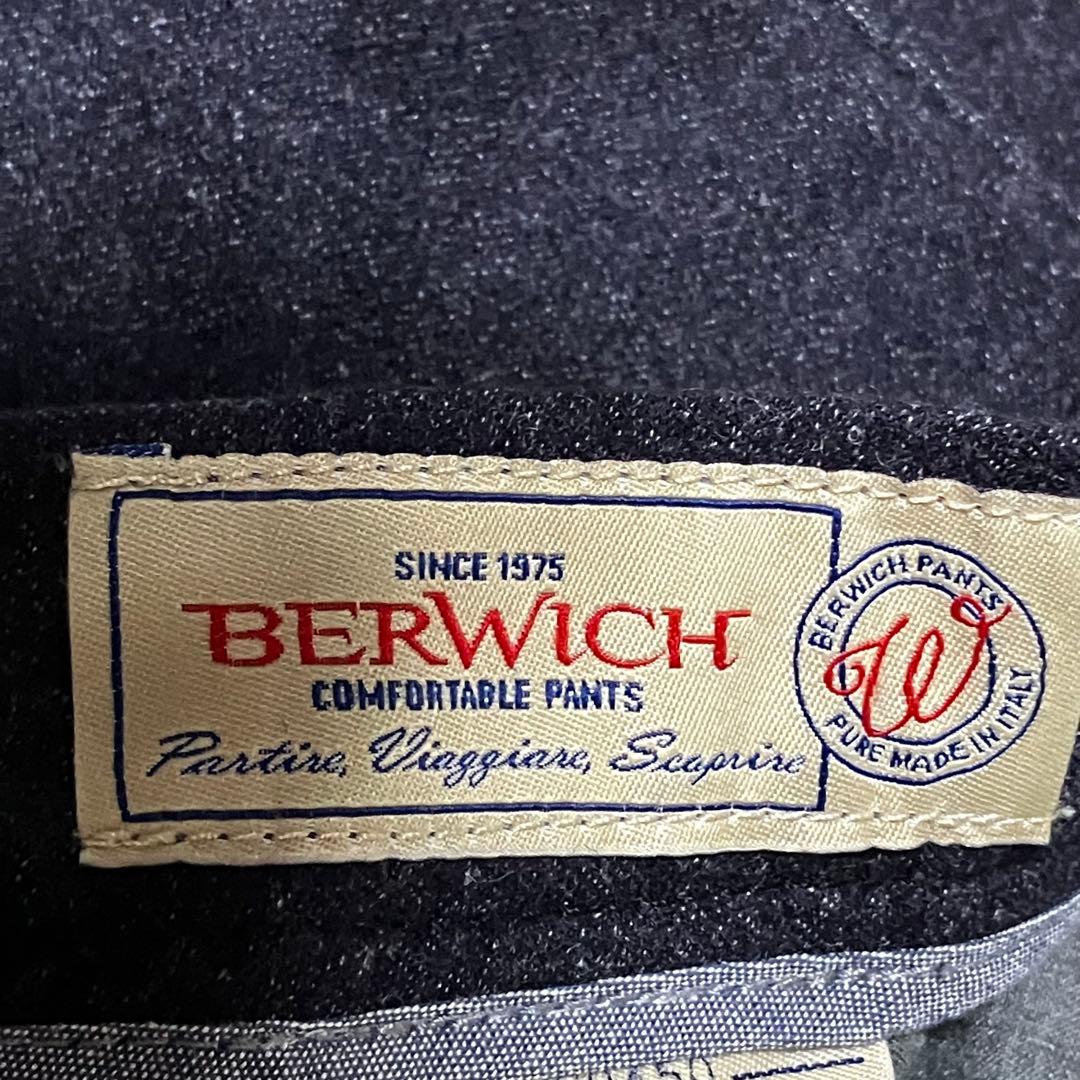 SINCE 1975
BERWICH
COMFORTABLE PANTS
Partire, Viaggiare, Scoprire
BERWICH PANTS
W
PURE MADE IN ITALY